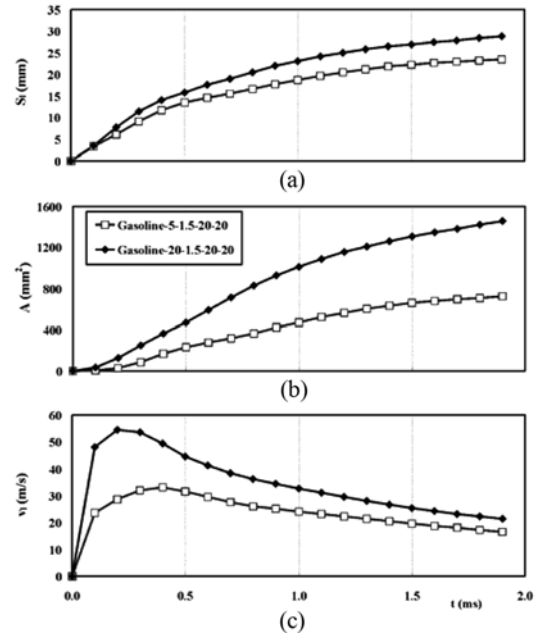 35
30
25
20
15
10
5
0
Sₗ (mm)
(a)
1600
1200
800
400
0
A (mm²)
Gasoline-5-1.5-20-20
Gasoline-20-1.5-20-20
(b)
60
50
40
30
20
10
0
vₗ (m/s)
0.0 0.5 1.0 1.5 2.0
t (ms)
(c)